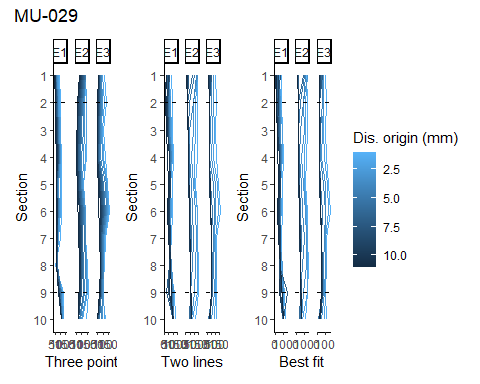 MU-029
E1 E2 E3 E1 E2 E3 E1 E2 E3
1 1 1
2 2 2
3 3 3
Dis. origin (mm)
4 4 4
2.5
5 5 5
5.0
Section Section Section
6 6 6
7.5
7 7 7
10.0
8 8 8
9 9 9
10 10 10
Three point Two lines Best fit